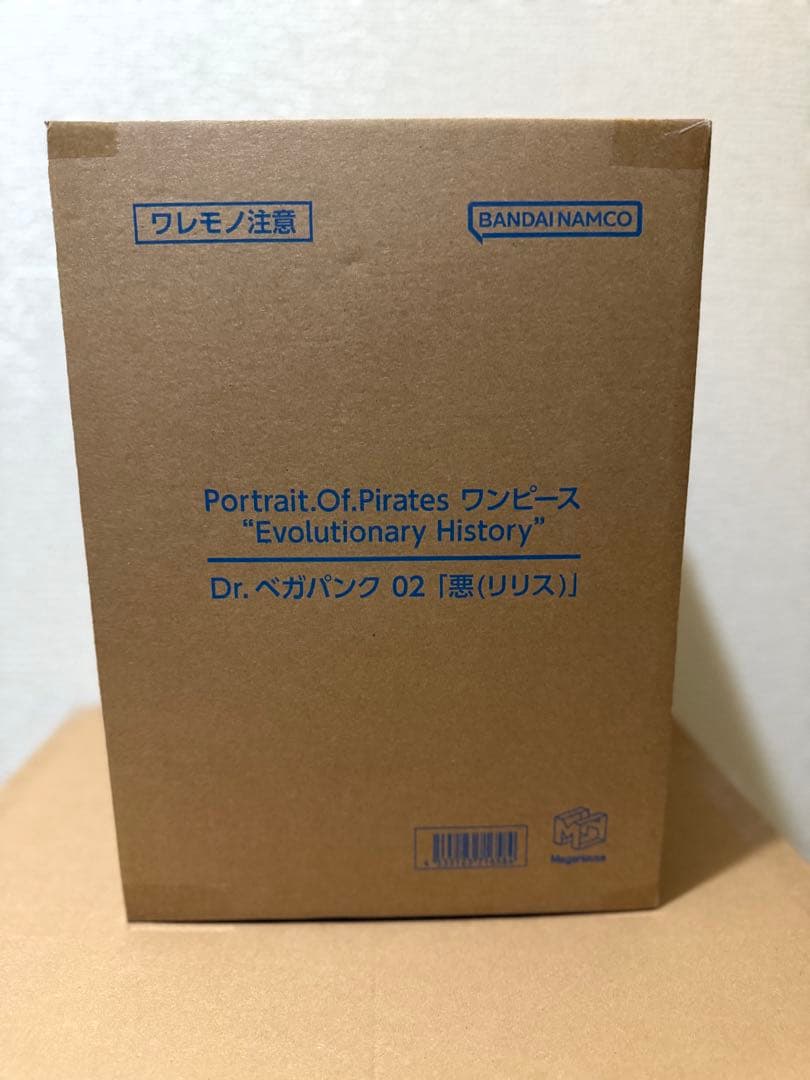 ワレモノ注意
BANDAI NAMCO
Portrait.Of.Pirates ワンピース
“Evolutionary History”
Dr. ベガパンク 02「悪(リリス)」
MegaHouse